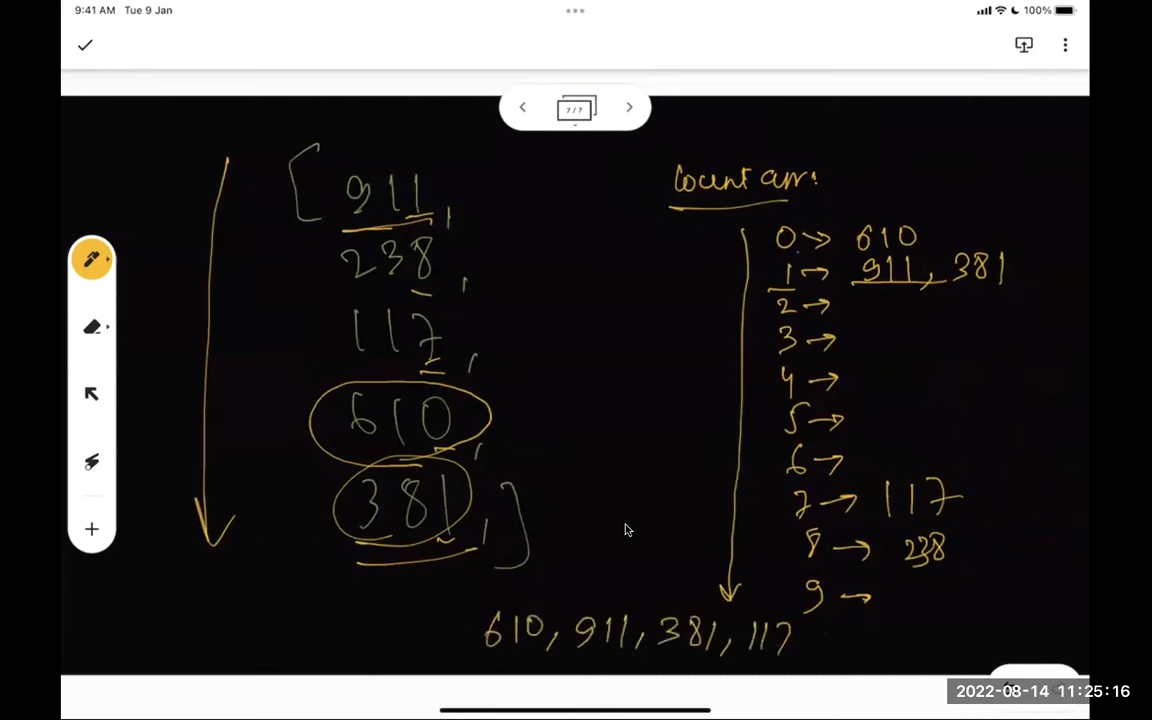 9:41 AM Tue 9 Jan
100%
7/7
[ 911,
238,
117,
610,
381, ]
Count arr:
0 → 610
1 → 911, 381
2 →
3 →
4 →
5 →
6 →
7 → 117
8 → 238
9 →
610, 911, 381, 117
2022-08-14 11:25:16